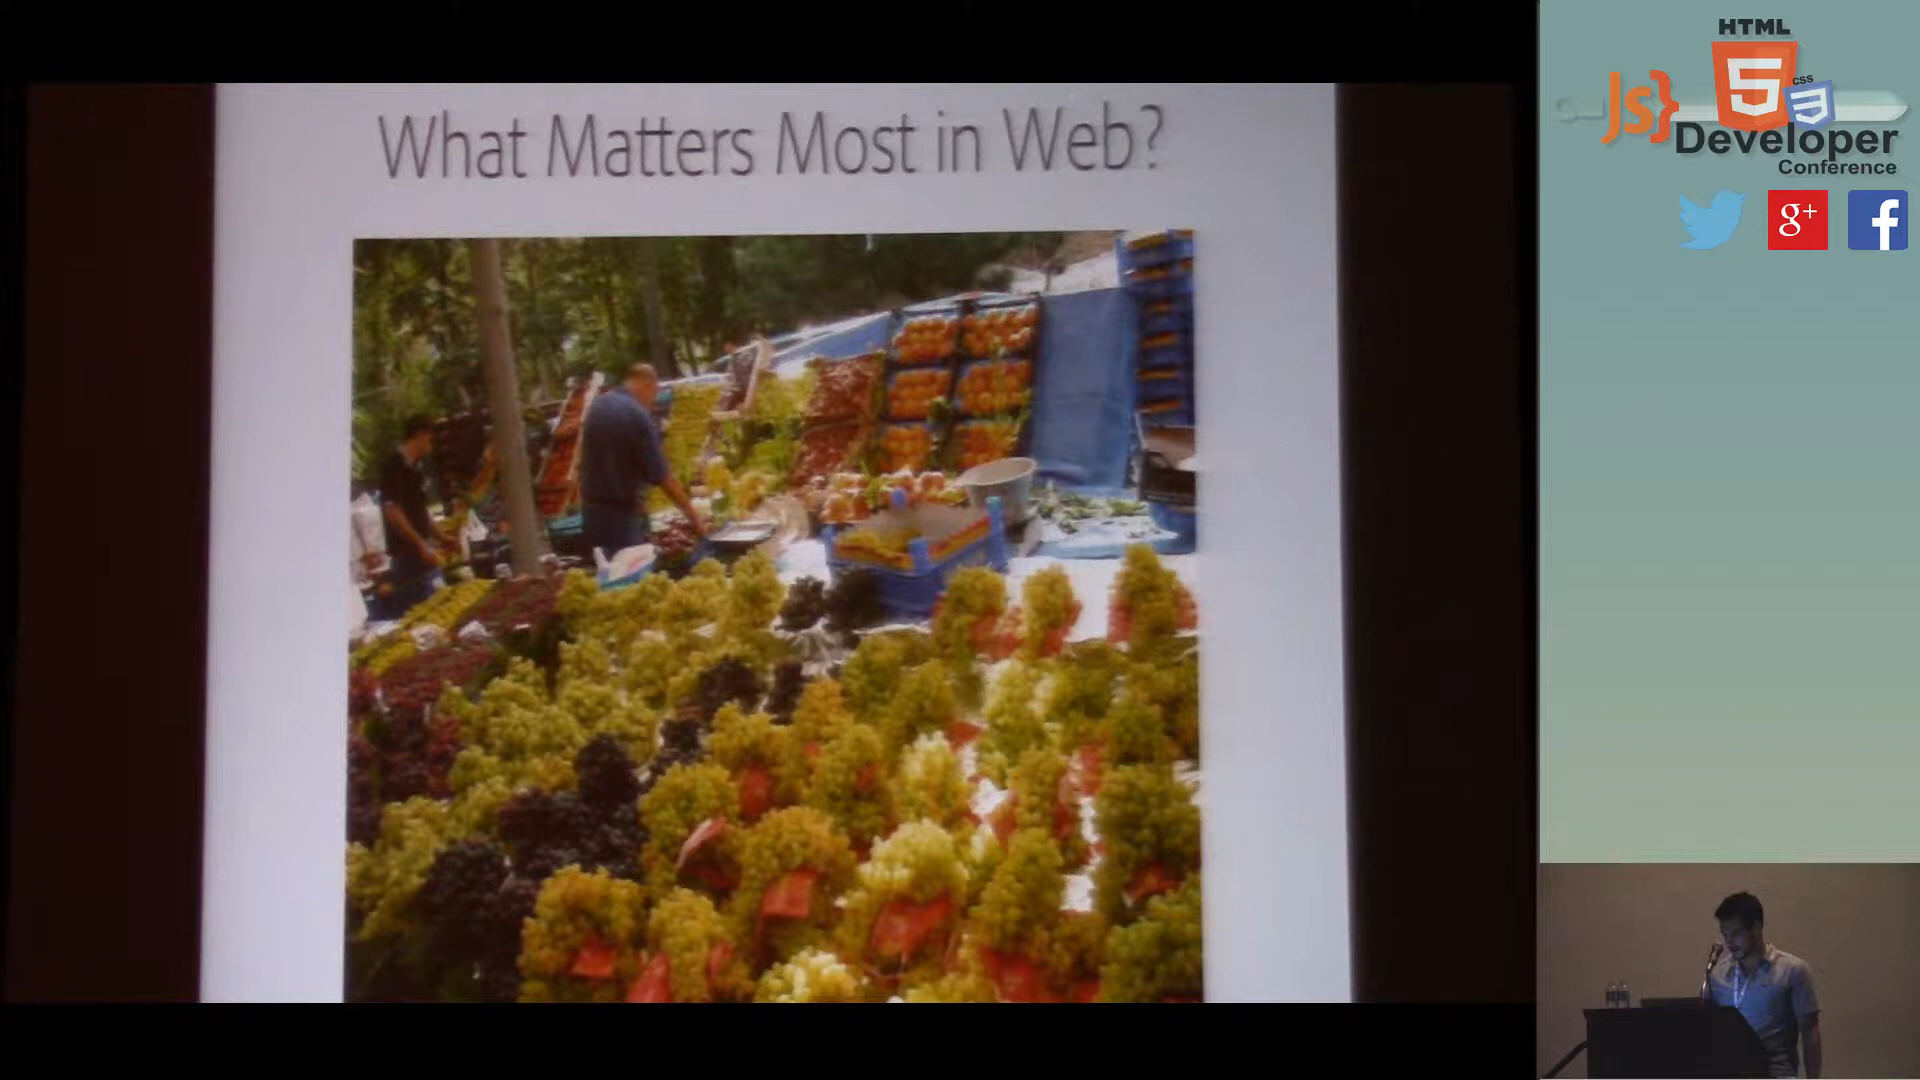 What Matters Most in Web?
HTML
5
JS}
CSS
3
Developer
Conference
g+
f